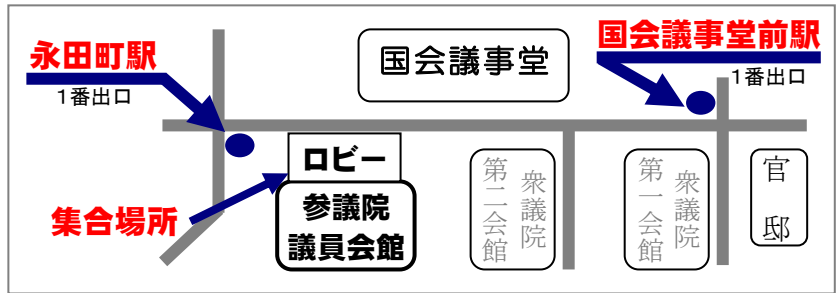 永田町駅
1番出口
国会議事堂
国会議事堂前駅
1番出口
ロビー
参議院
議員会館
集合場所
衆議院
第二会館
衆議院
第一会館
官邸